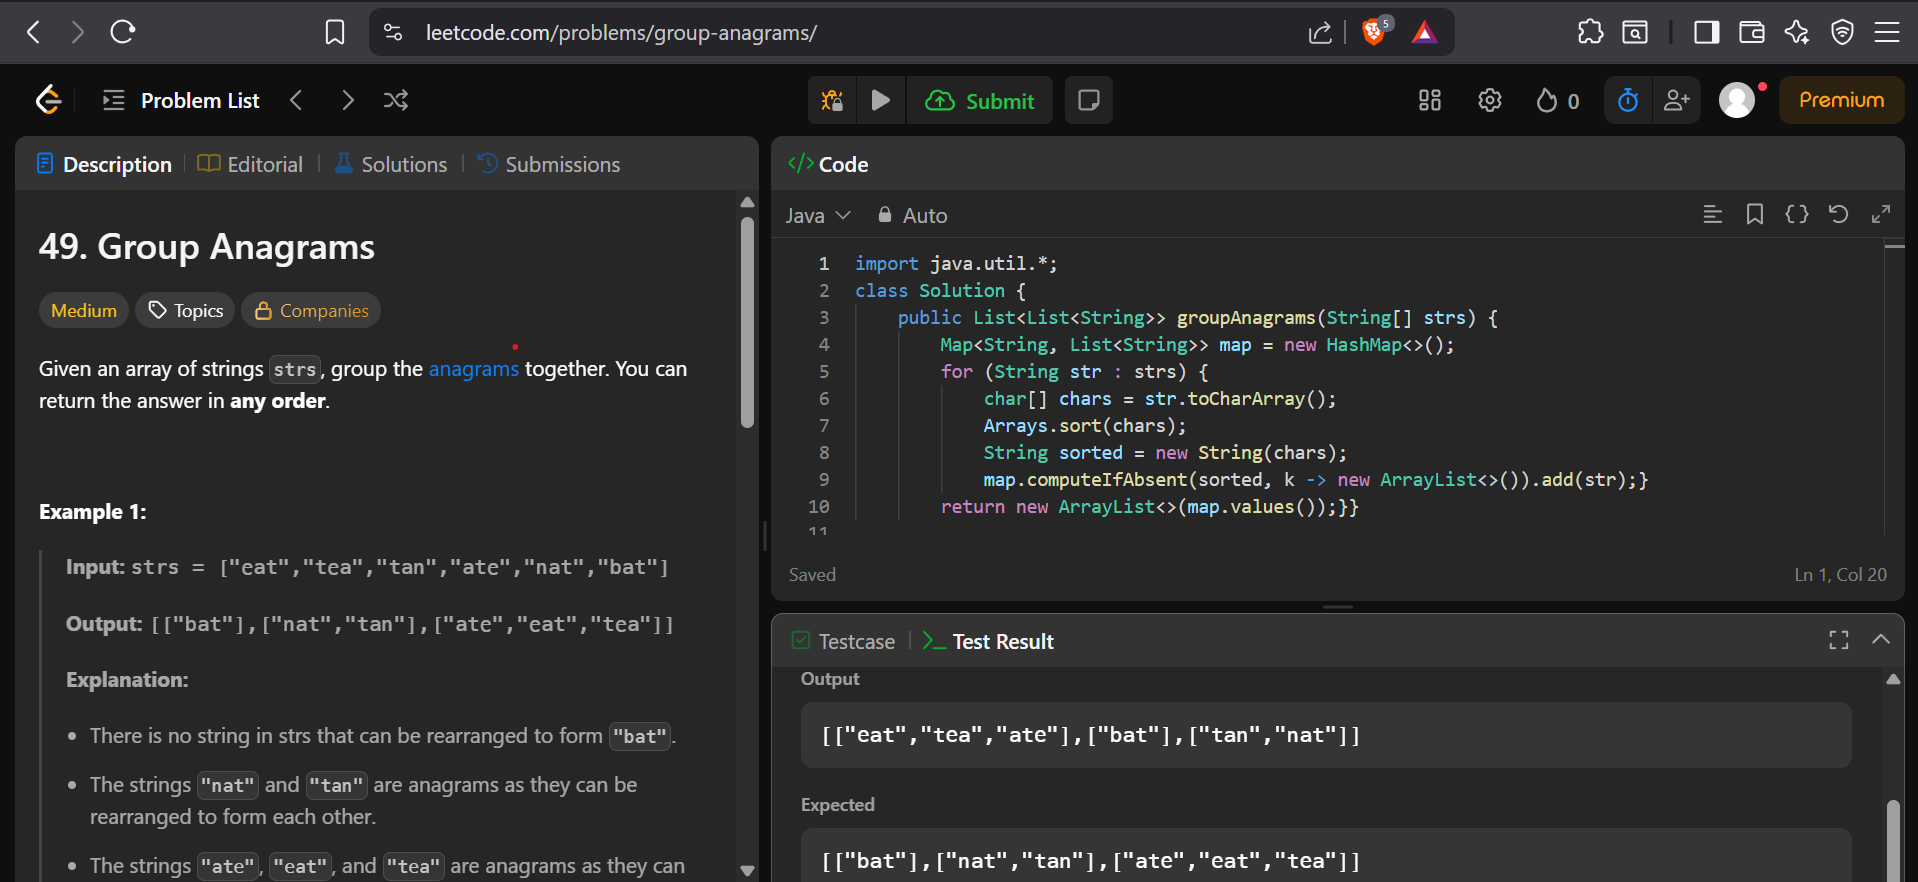 leetcode.com/problems/group-anagrams/
5
Problem List
Submit
0
Premium
Description
Editorial
Solutions
Submissions
49. Group Anagrams
Medium
Topics
Companies
Given an array of strings strs, group the anagrams together. You can
return the answer in any order.
Example 1:
Input: strs = ["eat","tea","tan","ate","nat","bat"]
Output: [["bat"],["nat","tan"],["ate","eat","tea"]]
Explanation:
• There is no string in strs that can be rearranged to form "bat".
• The strings "nat" and "tan" are anagrams as they can be
rearranged to form each other.
• The strings "ate", "eat", and "tea" are anagrams as they can
</> Code
Java
Auto
1 import java.util.*;
2 class Solution {
3 public List<List<String>> groupAnagrams(String[] strs) {
4 Map<String, List<String>> map = new HashMap<>();
5 for (String str : strs) {
6 char[] chars = str.toCharArray();
7 Arrays.sort(chars);
8 String sorted = new String(chars);
9 map.computeIfAbsent(sorted, k -> new ArrayList<>()).add(str);}
10 return new ArrayList<>(map.values());}}
11
Saved
Ln 1, Col 20
Testcase
Test Result
Output
[["eat","tea","ate"],["bat"],["tan","nat"]]
Expected
[["bat"],["nat","tan"],["ate","eat","tea"]]